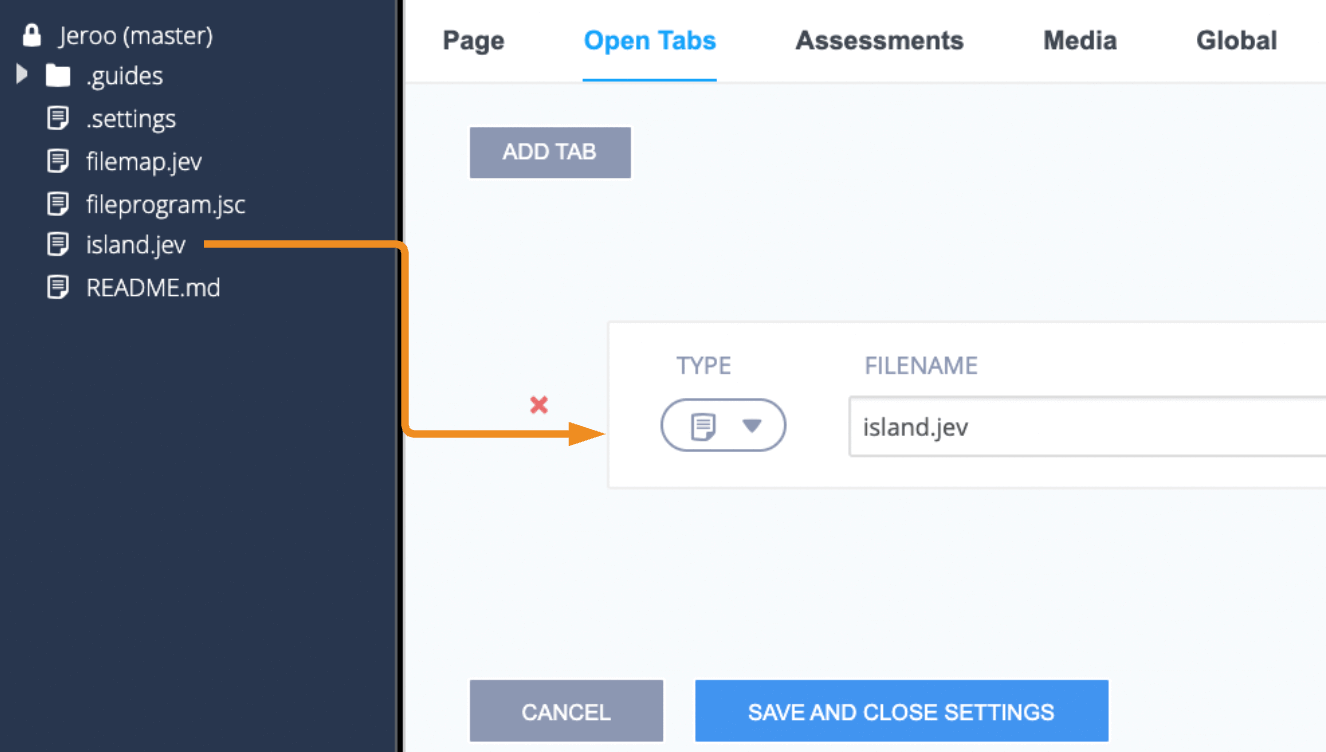 Jeroo (master)
.guides
.settings
filemap.jev
fileprogram.jsc
island.jev
README.md
Page Open Tabs Assessments Media Global
ADD TAB
TYPE FILENAME
island.jev
CANCEL SAVE AND CLOSE SETTINGS